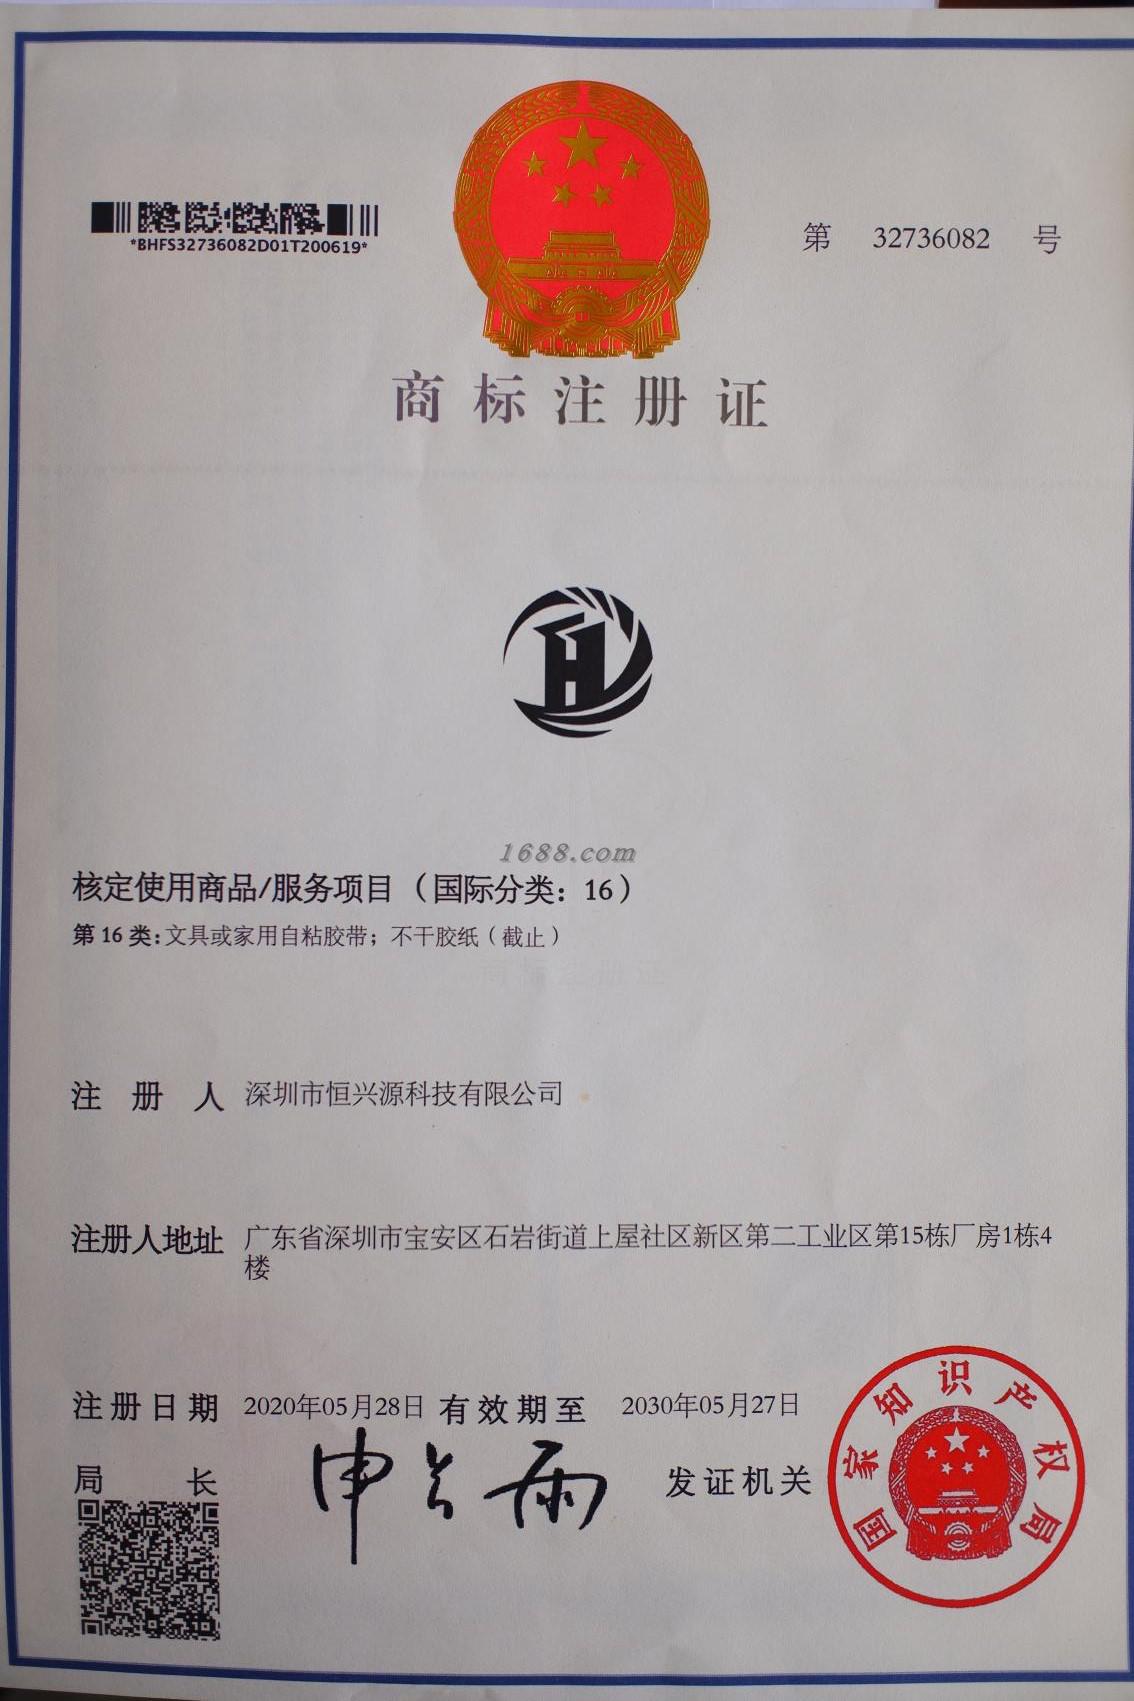 *BHFS32736082D01T200619*
第 32736082 号
商标注册证
H
1688.com
核定使用商品/服务项目（国际分类：16）
第16类：文具或家用自粘胶带；不干胶纸（截止）
注册人 深圳市恒兴源科技有限公司
注册人地址 广东省深圳市宝安区石岩街道上屋社区新区第二工业区第15栋厂房1栋4
楼
注册日期 2020年05月28日 有效期至 2030年05月27日
局长 申长雨 发证机关
国家知识产权局